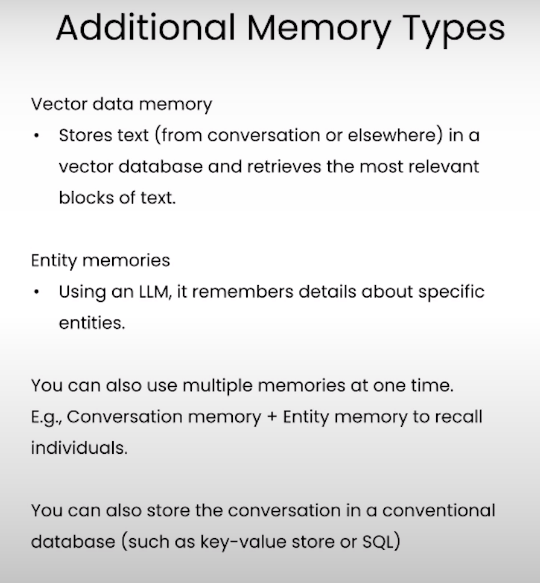 Additional Memory Types
Vector data memory
• Stores text (from conversation or elsewhere) in a
vector database and retrieves the most relevant
blocks of text.
Entity memories
• Using an LLM, it remembers details about specific
entities.
You can also use multiple memories at one time.
E.g., Conversation memory + Entity memory to recall
individuals.
You can also store the conversation in a conventional
database (such as key-value store or SQL)